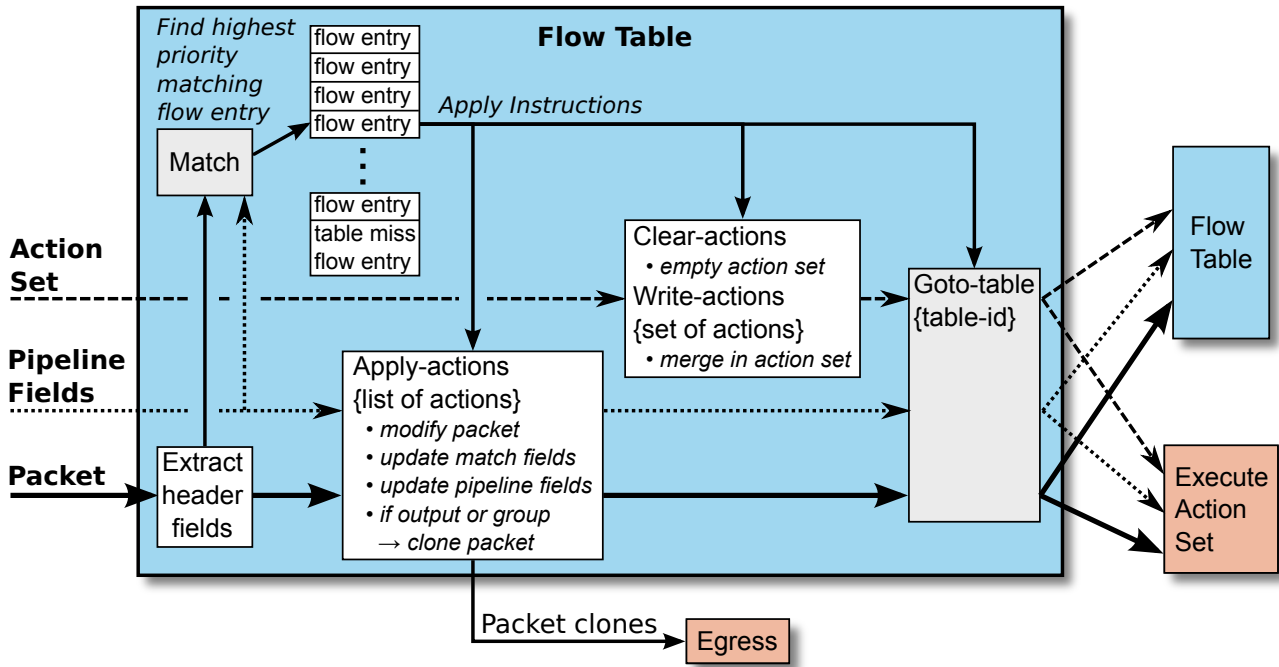 Find highest
priority
matching
flow entry
flow entry
flow entry
flow entry
flow entry
Flow Table
Apply Instructions
Match
flow entry
table miss
flow entry
Action
Set
Clear-actions
• empty action set
Write-actions
{set of actions}
• merge in action set
Goto-table
{table-id}
Flow
Table
Pipeline
Fields
Apply-actions
{list of actions}
• modify packet
• update match fields
• update pipeline fields
• if output or group
→ clone packet
Packet
Extract
header
fields
Execute
Action
Set
Packet clones
Egress